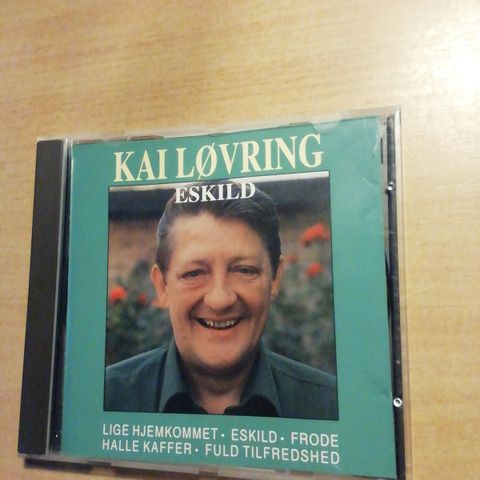 KAI LØVRING
ESKILD
LIGE HJEMKOMMET · ESKILD · FRODE
HALLE KAFFER · FULD TILFREDSHED